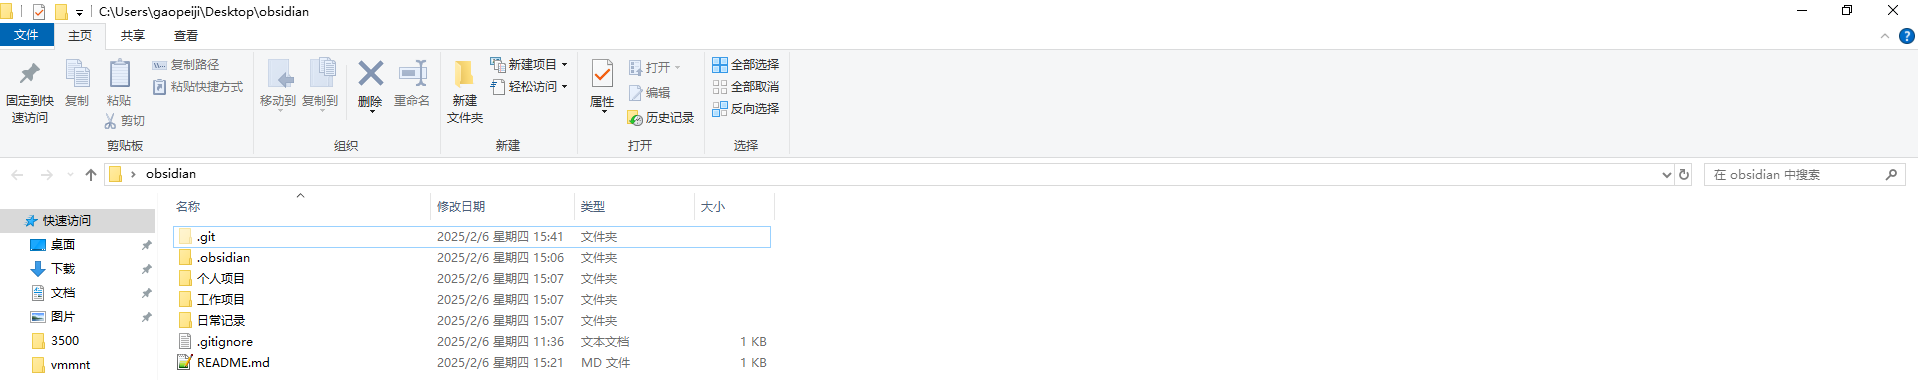 C:\Users\gaopeiji\Desktop\obsidian
文件 主页 共享 查看
固定到快速访问
复制
粘贴
复制路径
粘贴快捷方式
剪切
剪贴板
移动到 复制到 删除 重命名
组织
新建文件夹
新建项目
轻松访问
新建
属性
打开
编辑
历史记录
打开
全部选择
全部取消
反向选择
选择
obsidian
在 obsidian 中搜索
快速访问
桌面
下载
文档
图片
3500
vmmnt
名称 修改日期 类型 大小
.git 2025/2/6 星期四 15:41 文件夹
.obsidian 2025/2/6 星期四 15:06 文件夹
个人项目 2025/2/6 星期四 15:07 文件夹
工作项目 2025/2/6 星期四 15:07 文件夹
日常记录 2025/2/6 星期四 15:07 文件夹
.gitignore 2025/2/6 星期四 11:36 文本文档 1 KB
README.md 2025/2/6 星期四 15:21 MD 文件 1 KB